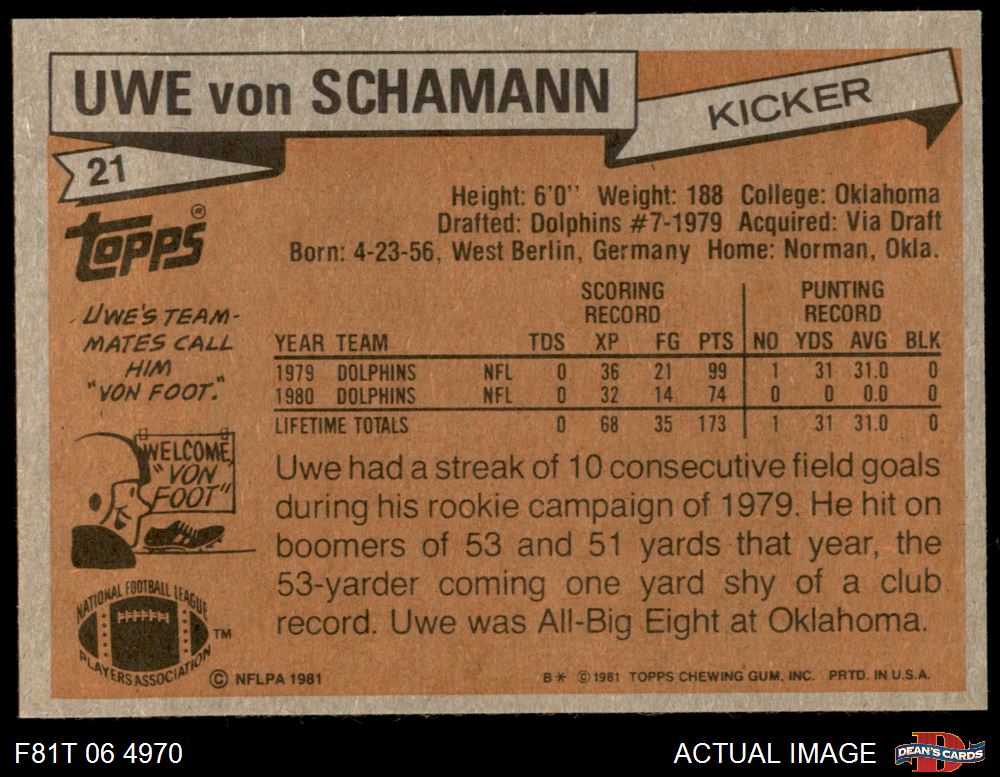 UWE von SCHAMANN
KICKER
21
Topps®
Height: 6'0'' Weight: 188 College: Oklahoma
Drafted: Dolphins #7-1979 Acquired: Via Draft
Born: 4-23-56, West Berlin, Germany Home: Norman, Okla.
UWE'S TEAM-
MATES CALL
HIM
"VON FOOT."
WELCOME,
"VON
FOOT"
SCORING RECORD PUNTING RECORD
YEAR TEAM TDS XP FG PTS NO YDS AVG BLK
1979 DOLPHINS NFL 0 36 21 99 1 31 31.0 0
1980 DOLPHINS NFL 0 32 14 74 0 0 0.0 0
LIFETIME TOTALS 0 68 35 173 1 31 31.0 0
Uwe had a streak of 10 consecutive field goals
during his rookie campaign of 1979. He hit on
boomers of 53 and 51 yards that year, the
53-yarder coming one yard shy of a club
record. Uwe was All-Big Eight at Oklahoma.
NATIONAL FOOTBALL LEAGUE
PLAYERS ASSOCIATION
TM
© NFLPA 1981
B* © 1981 TOPPS CHEWING GUM, INC. PRTD. IN U.S.A.
F81T 06 4970
ACTUAL IMAGE
D
DEAN'S CARDS